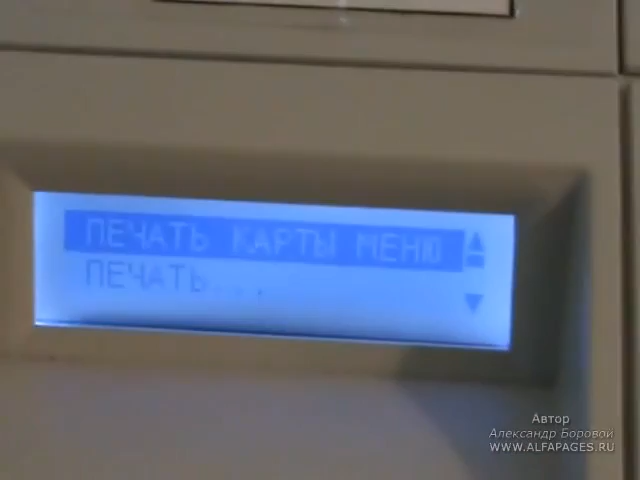 ПЕЧАТЬ КАРТЫ МЕНЮ
ПЕЧАТЬ...
Автор
Александр Боровой
WWW.ALFAPAGES.RU